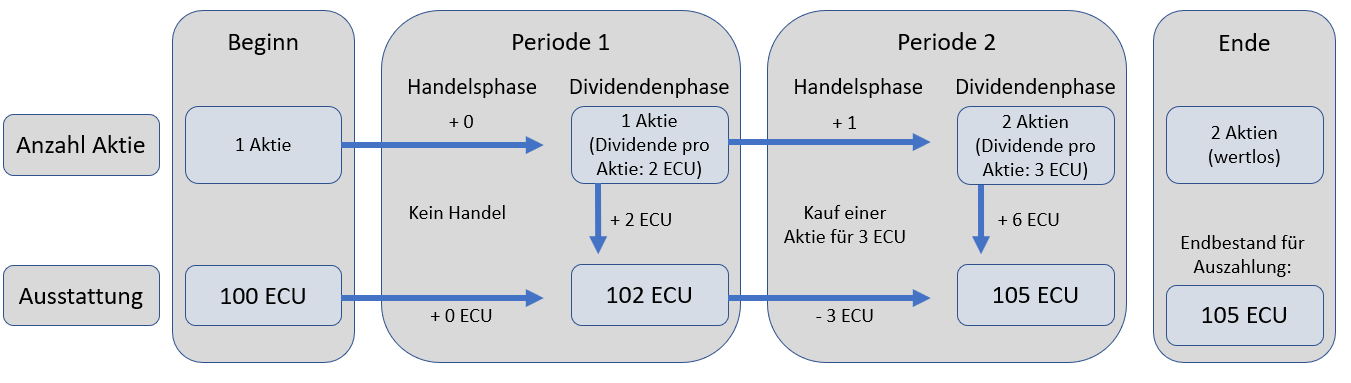 Beginn
Periode 1
Periode 2
Ende
Handelsphase
Dividendenphase
Handelsphase
Dividendenphase
Anzahl Aktie
1 Aktie
+ 0
1 Aktie
(Dividende pro
Aktie: 2 ECU)
+ 1
2 Aktien
(Dividende pro
Aktie: 3 ECU)
2 Aktien
(wertlos)
Kein Handel
+ 2 ECU
Kauf einer
Aktie für 3 ECU
+ 6 ECU
Endbestand für
Auszahlung:
Ausstattung
100 ECU
+ 0 ECU
102 ECU
- 3 ECU
105 ECU
105 ECU